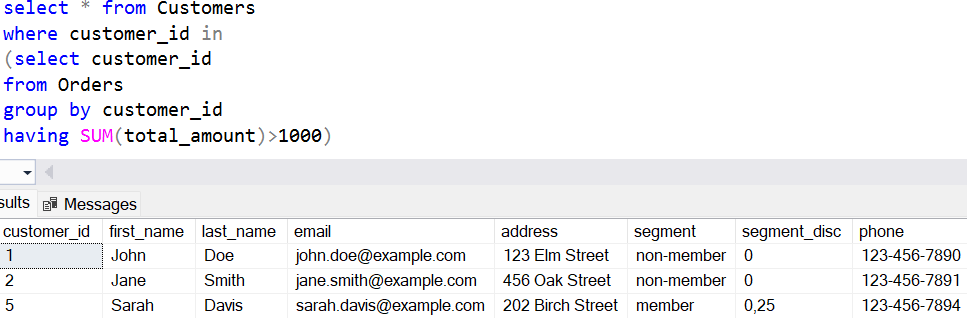 select * from Customers
where customer_id in
(select customer_id
from Orders
group by customer_id
having SUM(total_amount)>1000)
sults Messages
customer_id first_name last_name email address segment segment_disc phone
1 John Doe john.doe@example.com 123 Elm Street non-member 0 123-456-7890
2 Jane Smith jane.smith@example.com 456 Oak Street non-member 0 123-456-7891
5 Sarah Davis sarah.davis@example.com 202 Birch Street member 0,25 123-456-7894